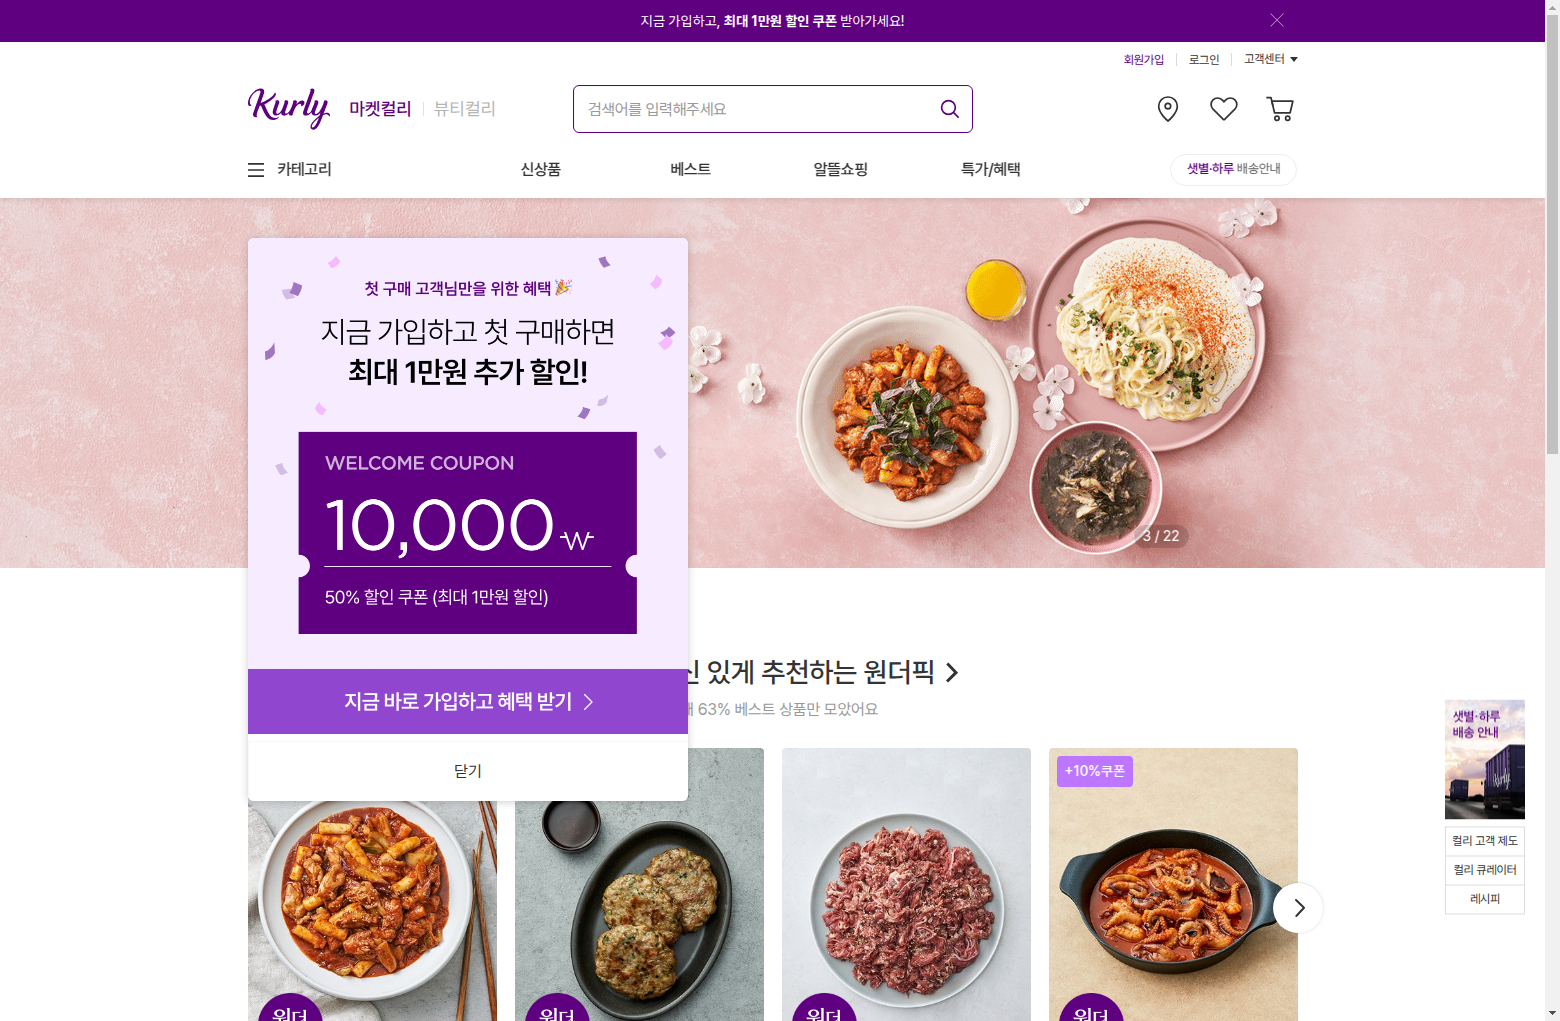 지금 가입하고, 최대 1만원 할인 쿠폰 받아가세요!
회원가입
로그인
고객센터
Kurly
마켓컬리
뷰티컬리
검색어를 입력해주세요
카테고리
신상품
베스트
알뜰쇼핑
특가/혜택
샛별·하루 배송안내
첫 구매 고객님만을 위한 혜택
지금 가입하고 첫 구매하면
최대 1만원 추가 할인!
WELCOME COUPON
10,000₩
50% 할인 쿠폰 (최대 1만원 할인)
지금 바로 가입하고 혜택 받기
닫기
3 / 22
있게 추천하는 원더픽
63% 베스트 상품만 모았어요
+10%쿠폰
원더
원더
원더
원더
샛별·하루
배송 안내
Kurly
컬리 고객 제도
컬리 큐레이터
레시피